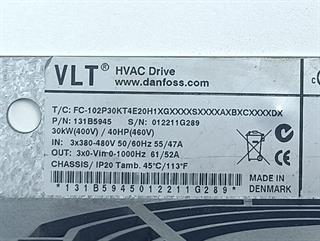 VLT® HVAC Drive
www.danfoss.com
T/C: FC-102P30KT4E20H1XGXXXXSXXXXAXBXCXXXXDX
P/N: 131B5945 S/N: 012211G289
30kW(400V) / 40HP(460V)
IN: 3x380-480V 50/60Hz 55/47A
OUT: 3x0-Vin 0-1000Hz 61/52A
CHASSIS/ IP20 Tamb. 45°C/113°F
*131B5945012211G289*
MADE IN
DENMARK